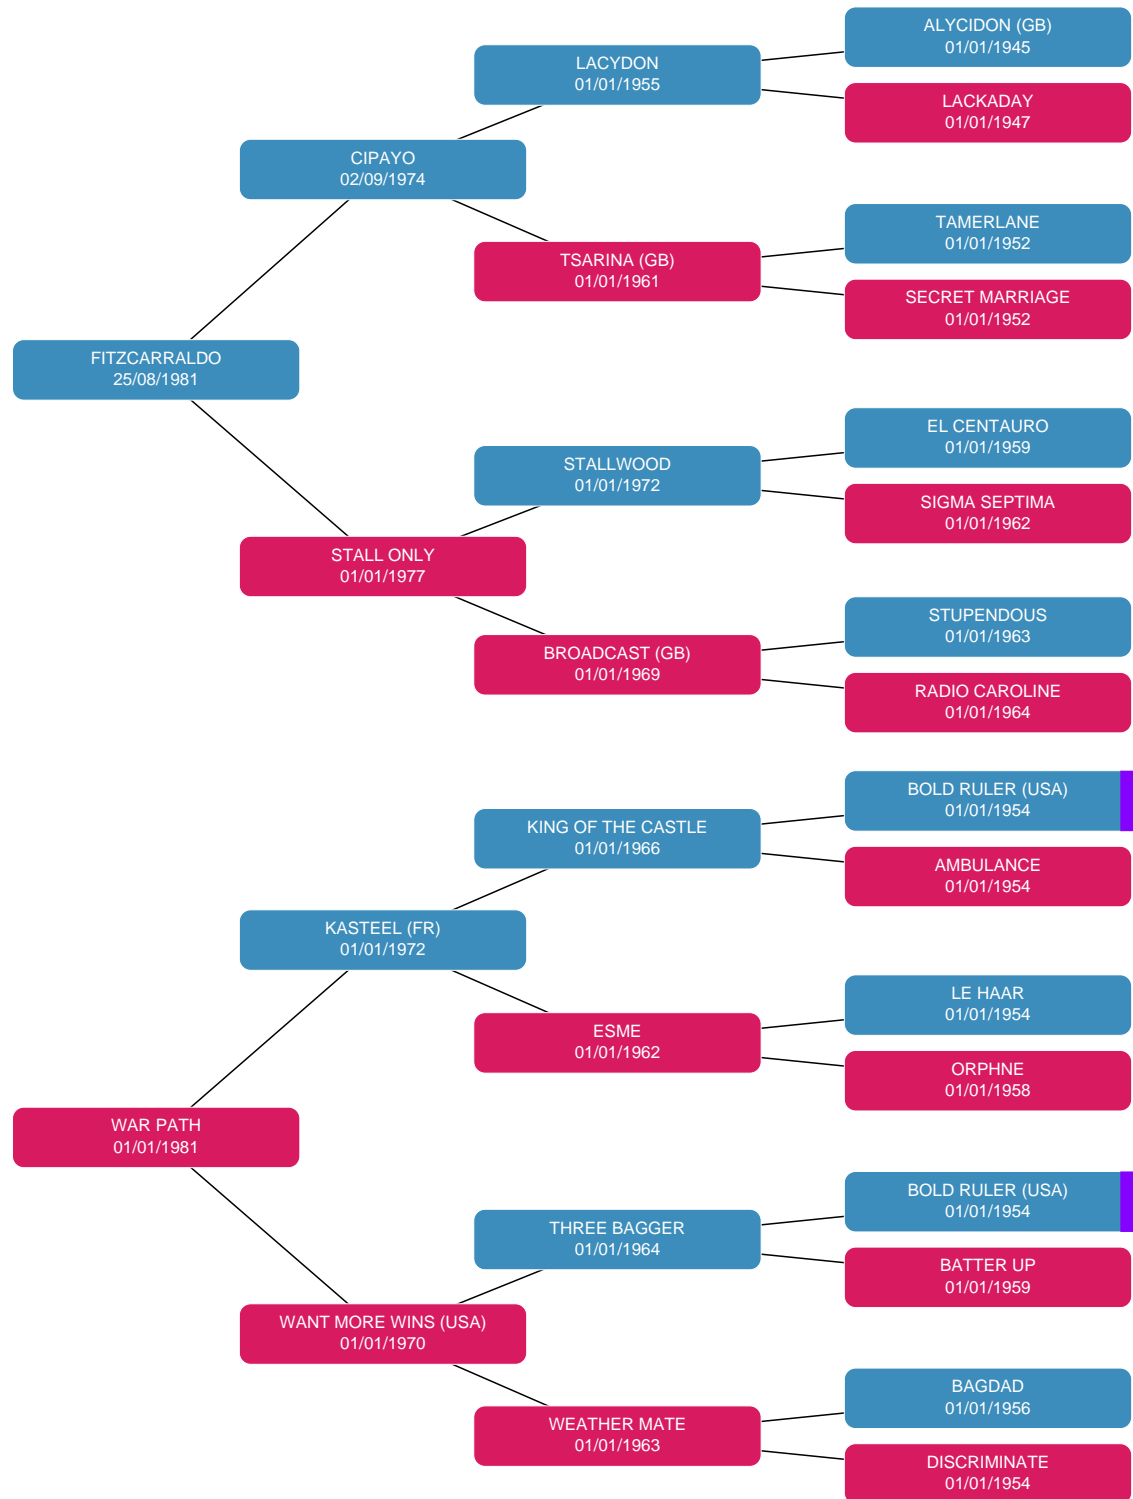 ALYCIDON (GB)
01/01/1945
LACYDON
01/01/1955
LACKADAY
01/01/1947
CIPAYO
02/09/1974
TAMERLANE
01/01/1952
TSARINA (GB)
01/01/1961
SECRET MARRIAGE
01/01/1952
FITZCARRALDO
25/08/1981
EL CENTAURO
01/01/1959
STALLWOOD
01/01/1972
SIGMA SEPTIMA
01/01/1962
STALL ONLY
01/01/1977
STUPENDOUS
01/01/1963
BROADCAST (GB)
01/01/1969
RADIO CAROLINE
01/01/1964
BOLD RULER (USA)
01/01/1954
KING OF THE CASTLE
01/01/1966
AMBULANCE
01/01/1954
KASTEEL (FR)
01/01/1972
LE HAAR
01/01/1954
ESME
01/01/1962
ORPHNE
01/01/1958
WAR PATH
01/01/1981
BOLD RULER (USA)
01/01/1954
THREE BAGGER
01/01/1964
BATTER UP
01/01/1959
WANT MORE WINS (USA)
01/01/1970
BAGDAD
01/01/1956
WEATHER MATE
01/01/1963
DISCRIMINATE
01/01/1954